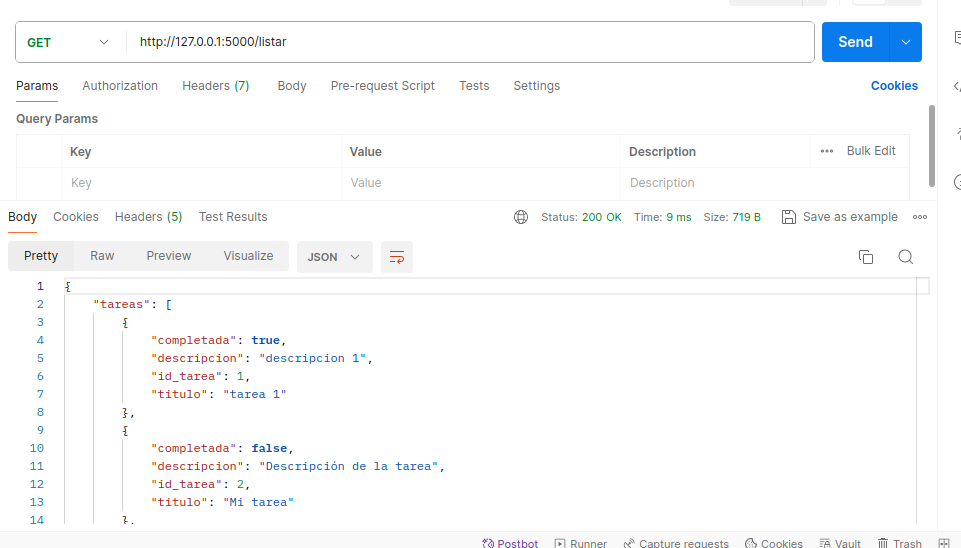 GET http://127.0.0.1:5000/listar Send
Params Authorization Headers (7) Body Pre-request Script Tests Settings Cookies
Query Params
Key Value Description Bulk Edit
Key Value Description
Body Cookies Headers (5) Test Results Status: 200 OK Time: 9 ms Size: 719 B Save as example
Pretty Raw Preview Visualize JSON
1 {
2 "tareas": [
3 {
4 "completada": true,
5 "descripcion": "descripcion 1",
6 "id_tarea": 1,
7 "titulo": "tarea 1"
8 },
9 {
10 "completada": false,
11 "descripcion": "Descripción de la tarea",
12 "id_tarea": 2,
13 "titulo": "Mi tarea"
14 },
Postbot Runner Capture requests Cookies Vault Trash